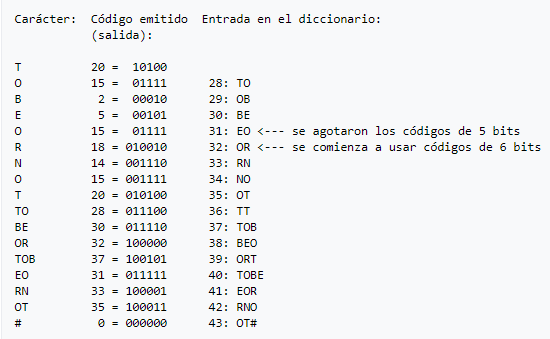 Carácter:  Código emitido  Entrada en el diccionario:
           (salida):
T          20 =  10100
O          15 =  01111     28: TO
B           2 =  00010     29: OB
E           5 =  00101     30: BE
O          15 =  01111     31: EO <--- se agotaron los códigos de 5 bits
R          18 = 010010     32: OR <--- se comienza a usar códigos de 6 bits
N          14 = 001110     33: RN
O          15 = 001111     34: NO
T          20 = 010100     35: OT
TO         28 = 011100     36: TT
BE         30 = 011110     37: TOB
OR         32 = 100000     38: BEO
TOB        37 = 100101     39: ORT
EO         31 = 011111     40: TOBE
RN         33 = 100001     41: EOR
OT         35 = 100011     42: RNO
#           0 = 000000     43: OT#